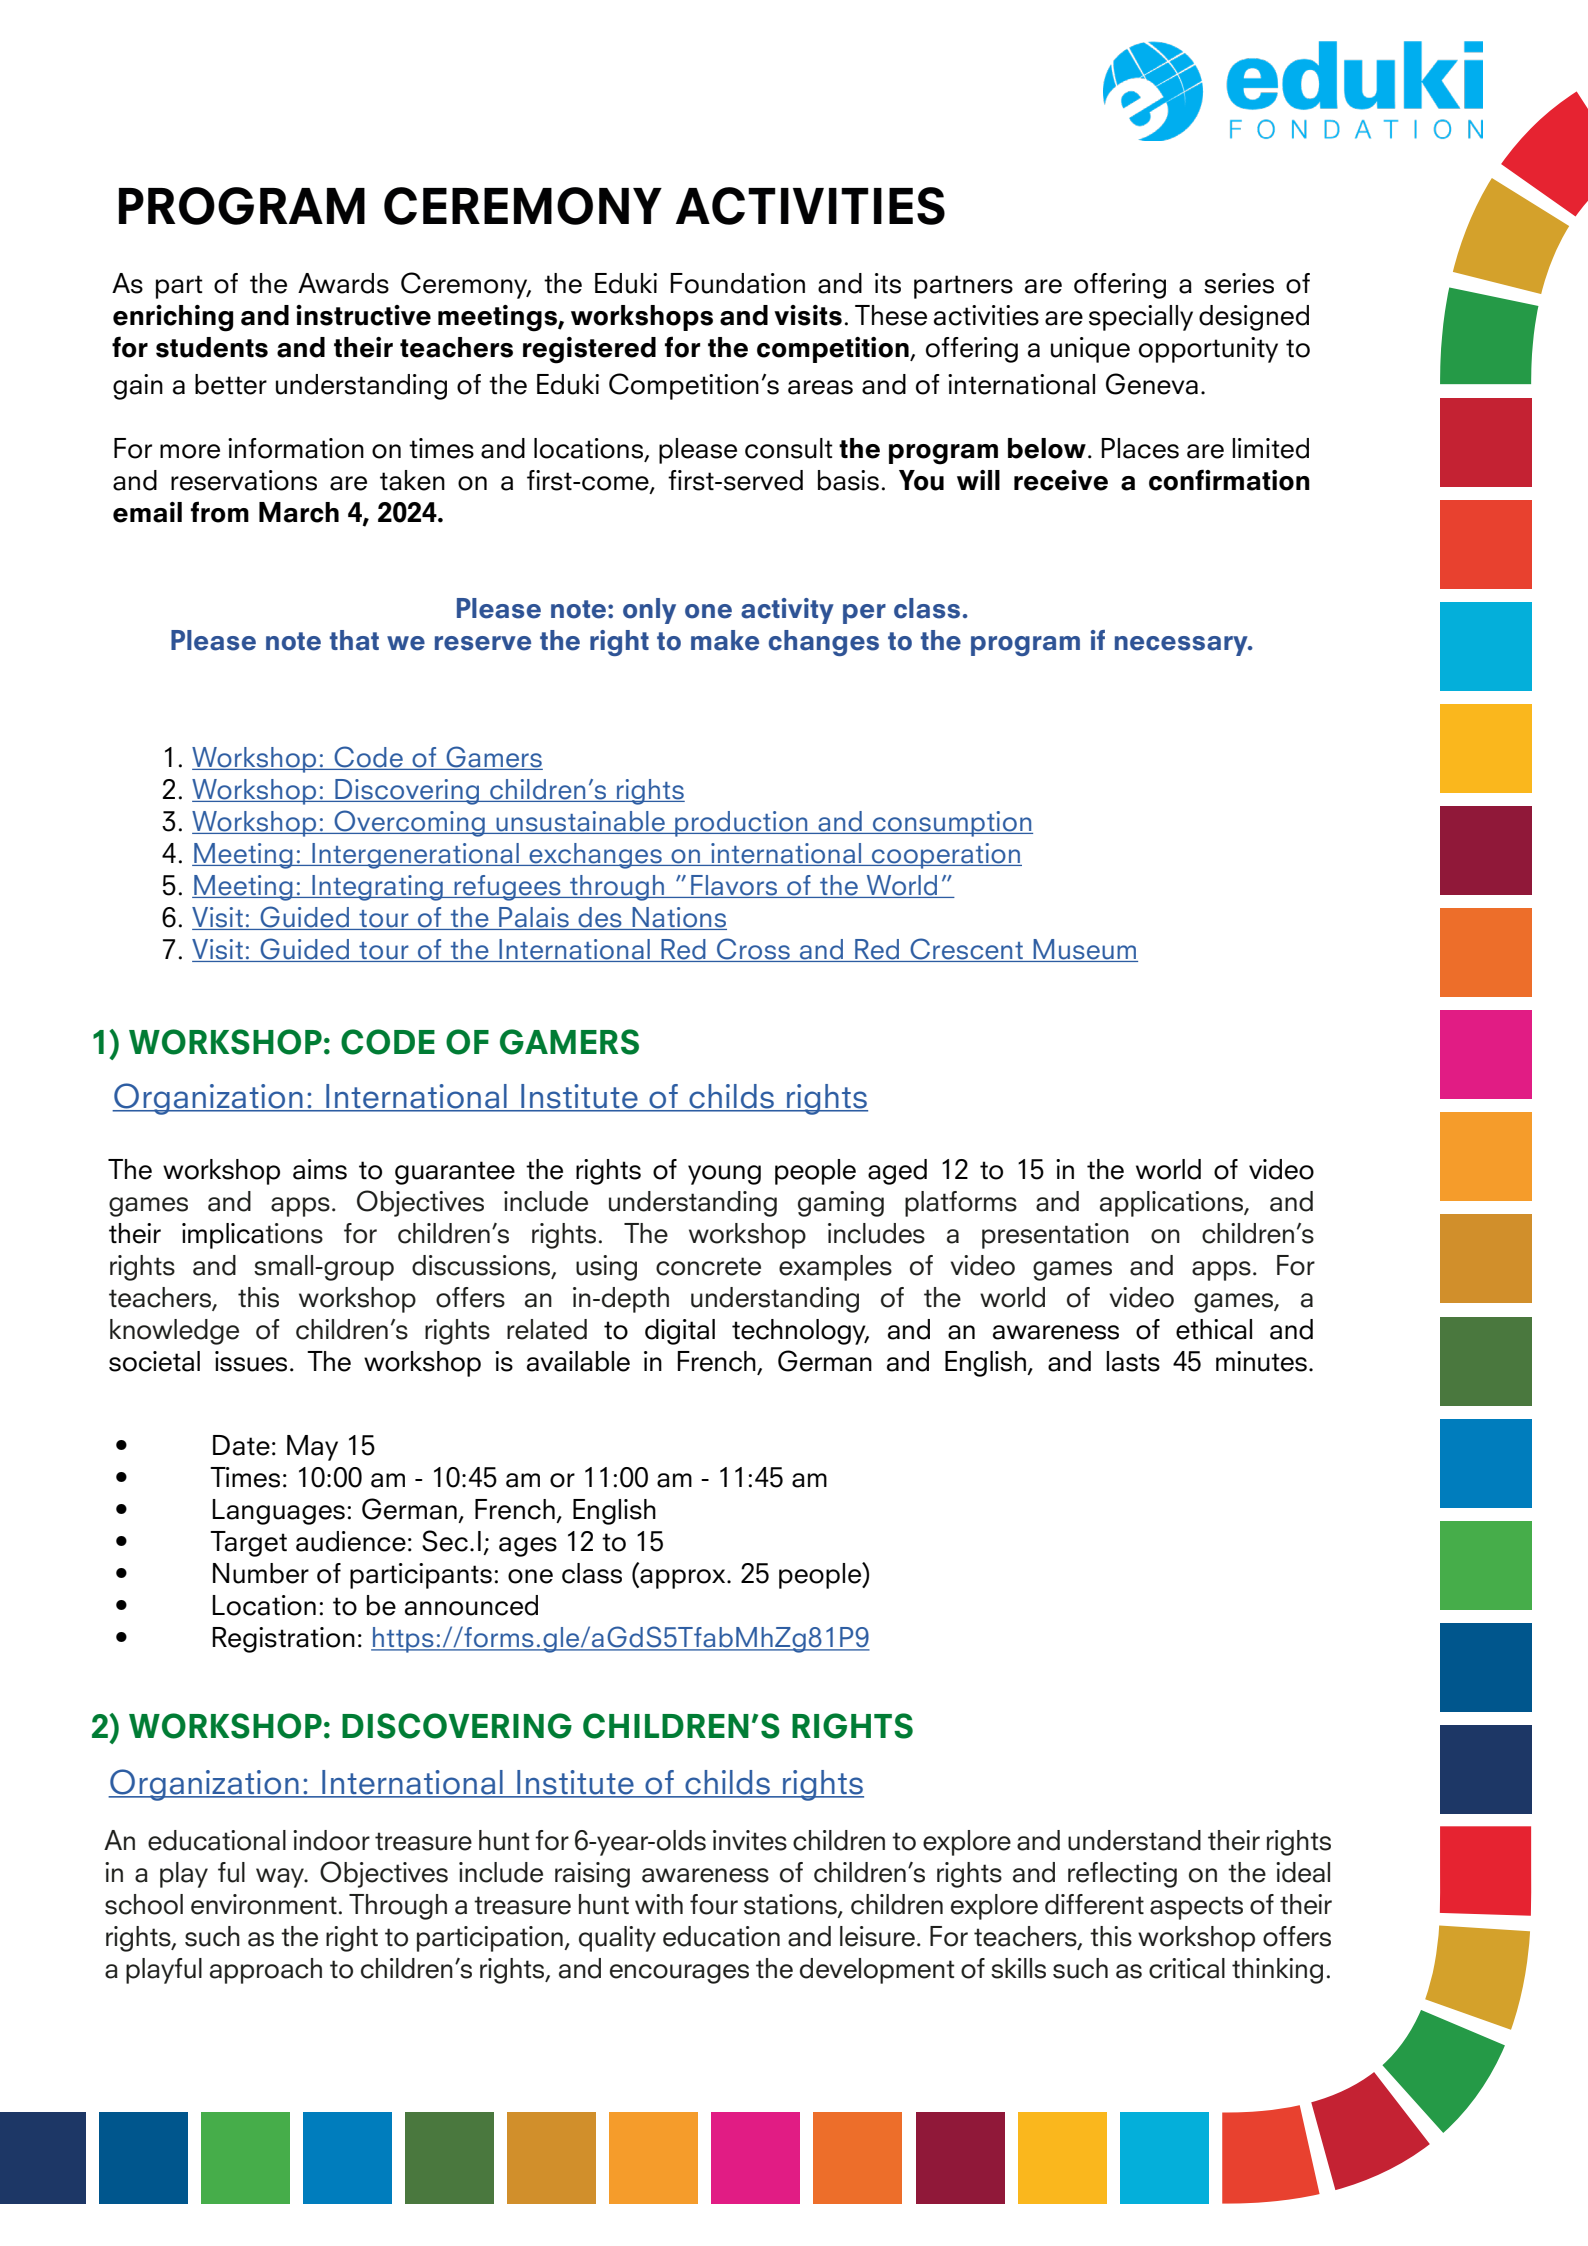 eduki
FONDATION
PROGRAM CEREMONY ACTIVITIES
As part of the Awards Ceremony, the Eduki Foundation and its partners are offering a series of
enriching and instructive meetings, workshops and visits. These activities are specially designed
for students and their teachers registered for the competition, offering a unique opportunity to
gain a better understanding of the Eduki Competition’s areas and of international Geneva.
For more information on times and locations, please consult the program below. Places are limited
and reservations are taken on a first-come, first-served basis. You will receive a confirmation
email from March 4, 2024.
Please note: only one activity per class.
Please note that we reserve the right to make changes to the program if necessary.
1. Workshop: Code of Gamers
2. Workshop: Discovering children’s rights
3. Workshop: Overcoming unsustainable production and consumption
4. Meeting: Intergenerational exchanges on international cooperation
5. Meeting: Integrating refugees through “Flavors of the World”
6. Visit: Guided tour of the Palais des Nations
7. Visit: Guided tour of the International Red Cross and Red Crescent Museum
1) WORKSHOP: CODE OF GAMERS
Organization: International Institute of childs rights
The workshop aims to guarantee the rights of young people aged 12 to 15 in the world of video
games and apps. Objectives include understanding gaming platforms and applications, and
their implications for children’s rights. The workshop includes a presentation on children’s
rights and small-group discussions, using concrete examples of video games and apps. For
teachers, this workshop offers an in-depth understanding of the world of video games, a
knowledge of children’s rights related to digital technology, and an awareness of ethical and
societal issues. The workshop is available in French, German and English, and lasts 45 minutes.
• Date: May 15
• Times: 10:00 am - 10:45 am or 11:00 am - 11:45 am
• Languages: German, French, English
• Target audience: Sec.I; ages 12 to 15
• Number of participants: one class (approx. 25 people)
• Location: to be announced
• Registration: https://forms.gle/aGdS5TfabMhZg81P9
2) WORKSHOP: DISCOVERING CHILDREN’S RIGHTS
Organization: International Institute of childs rights
An educational indoor treasure hunt for 6-year-olds invites children to explore and understand their rights
in a play ful way. Objectives include raising awareness of children’s rights and reflecting on the ideal
school environment. Through a treasure hunt with four stations, children explore different aspects of their
rights, such as the right to participation, quality education and leisure. For teachers, this workshop offers
a playful approach to children’s rights, and encourages the development of skills such as critical thinking.